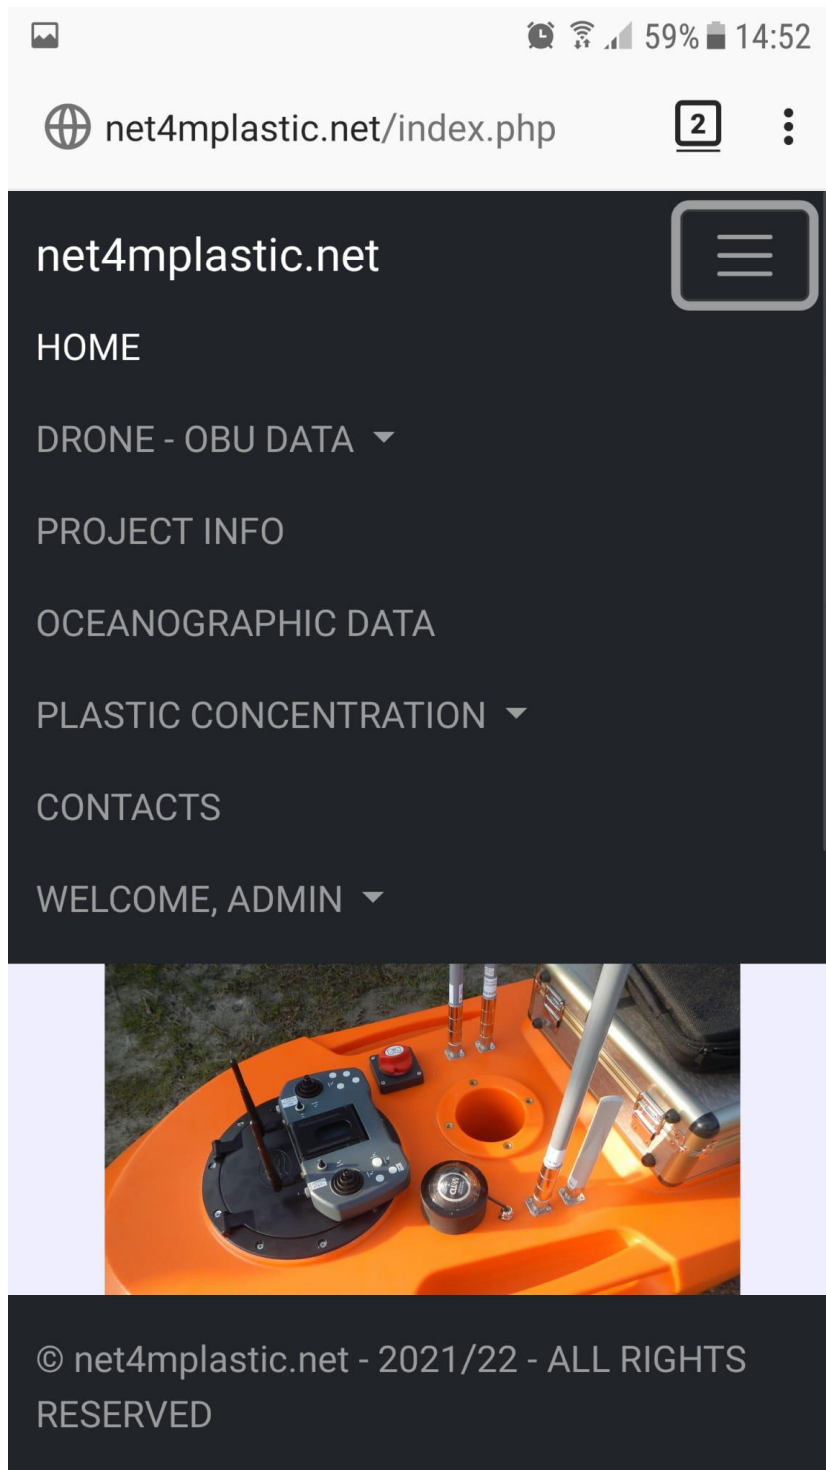 59% 14:52
net4mplastic.net/index.php
2
net4mplastic.net
HOME
DRONE - OBU DATA
PROJECT INFO
OCEANOGRAPHIC DATA
PLASTIC CONCENTRATION
CONTACTS
WELCOME, ADMIN
© net4mplastic.net - 2021/22 - ALL RIGHTS
RESERVED